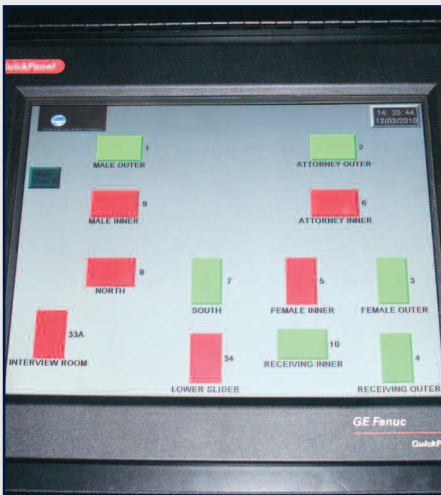 QuickPanel
14: 25: 44
12/03/2010
1
MALE OUTER
2
ATTORNEY OUTER
9
MALE INNER
6
ATTORNEY INNER
8
NORTH
7
SOUTH
5
FEMALE INNER
3
FEMALE OUTER
33A
INTERVIEW ROOM
34
LOWER SLIDER
10
RECEIVING INNER
4
RECEIVING OUTER
GE Fanuc
QuickP